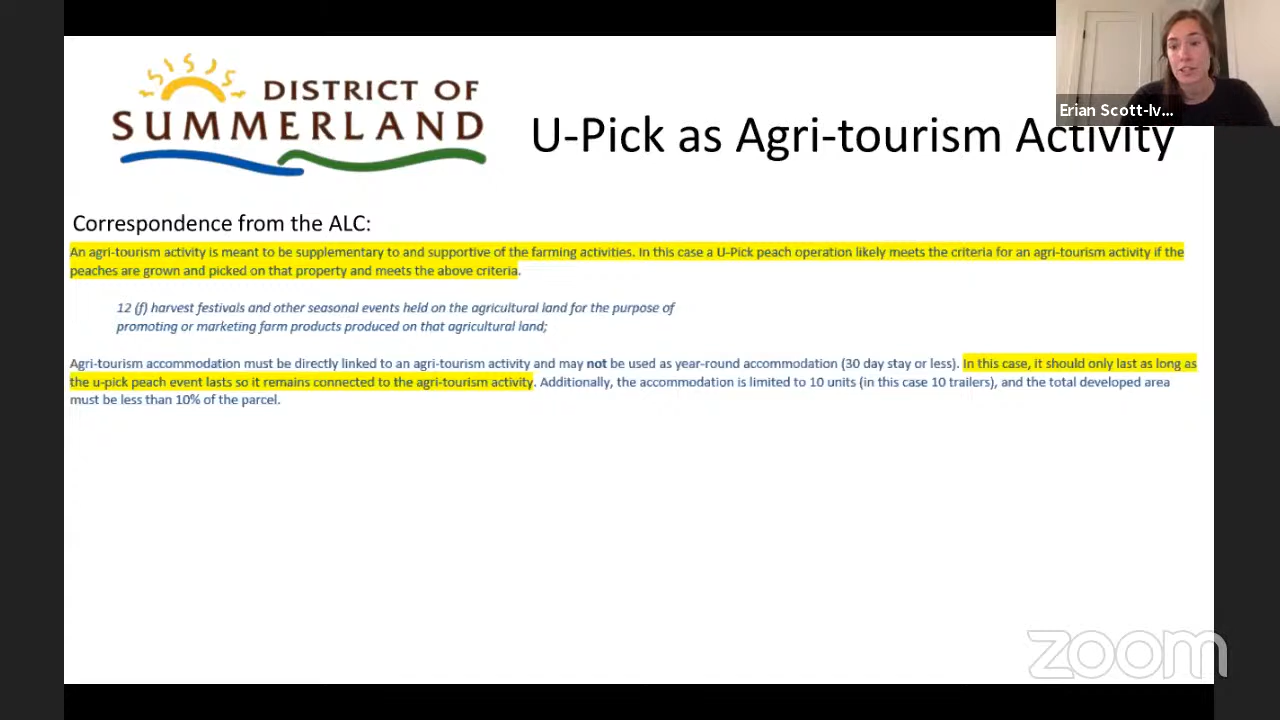 Erian Scott-Iv...
DISTRICT OF
SUMMERLAND
U-Pick as Agri-tourism Activity
Correspondence from the ALC:
An agri-tourism activity is meant to be supplementary to and supportive of the farming activities. In this case a U-Pick peach operation likely meets the criteria for an agri-tourism activity if the
peaches are grown and picked on that property and meets the above criteria.
12 (f) harvest festivals and other seasonal events held on the agricultural land for the purpose of
promoting or marketing farm products produced on that agricultural land;
Agri-tourism accommodation must be directly linked to an agri-tourism activity and may not be used as year-round accommodation (30 day stay or less). In this case, it should only last as long as
the u-pick peach event lasts so it remains connected to the agri-tourism activity. Additionally, the accommodation is limited to 10 units (in this case 10 trailers), and the total developed area
must be less than 10% of the parcel.
zoom